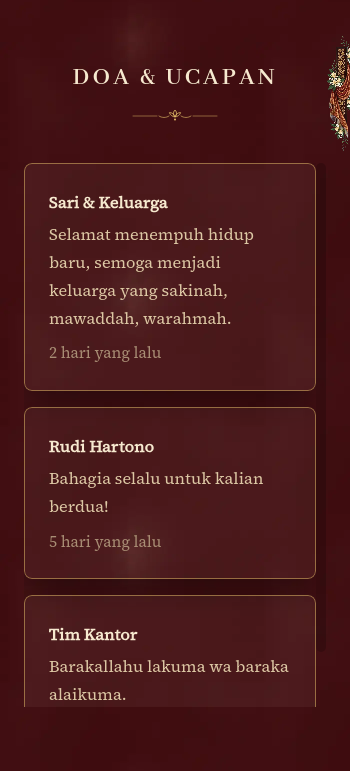 DOA & UCAPAN
Sari & Keluarga
Selamat menempuh hidup
baru, semoga menjadi
keluarga yang sakinah,
mawaddah, warahmah.
2 hari yang lalu
Rudi Hartono
Bahagia selalu untuk kalian
berdua!
5 hari yang lalu
Tim Kantor
Barakallahu lakuma wa baraka
alaikuma.